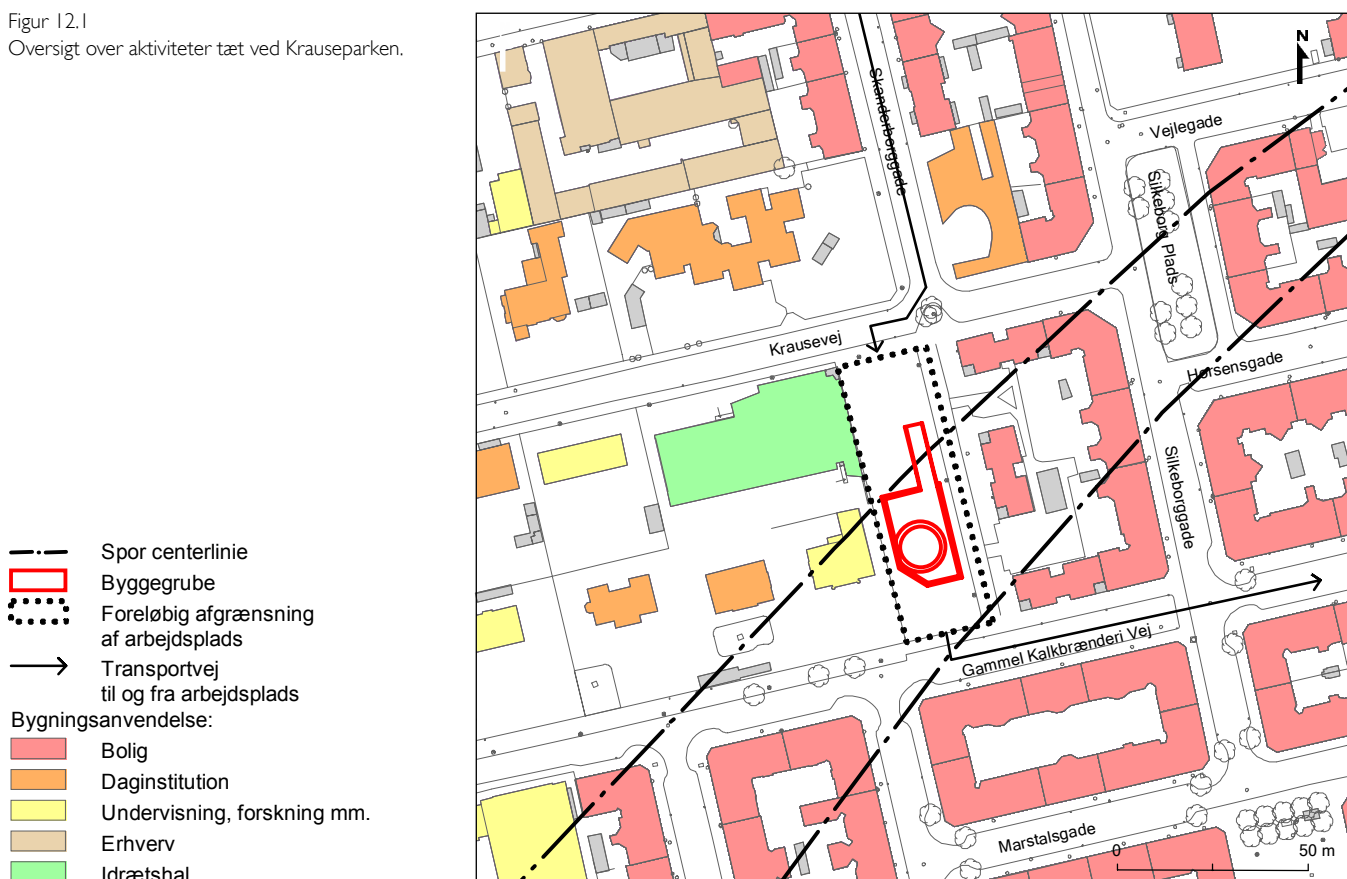 Figur 12.1
Oversigt over aktiviteter tæt ved Krauseparken.
N
Skanderborggade
Vejlegade
Silkeborg Plads
Krausevej
Horsensgade
Silkeborggade
Gammel Kalkbrænderi Vej
Marstalsgade
0 50 m
Spor centerlinie
Byggegrube
Foreløbig afgrænsning
af arbejdsplads
Transportvej
til og fra arbejdsplads
Bygningsanvendelse:
Bolig
Daginstitution
Undervisning, forskning mm.
Erhverv
Idrætshal